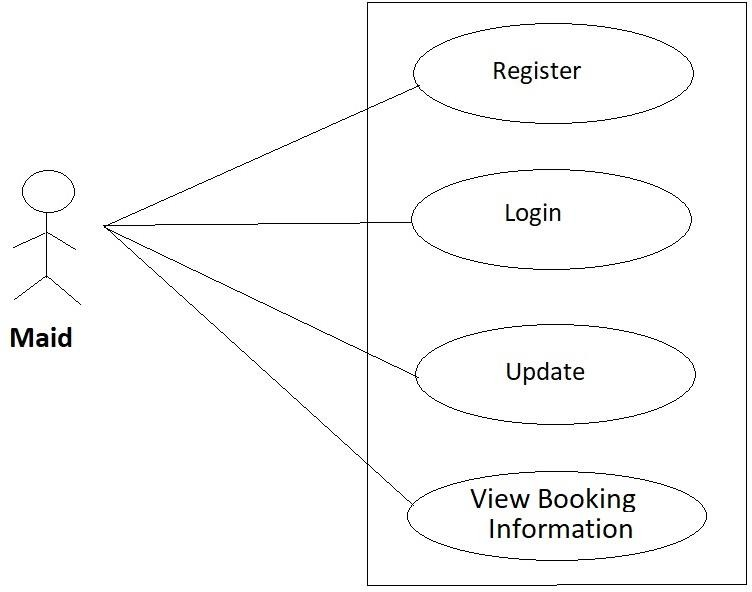 Register
Login
Maid
Update
View Booking
Information